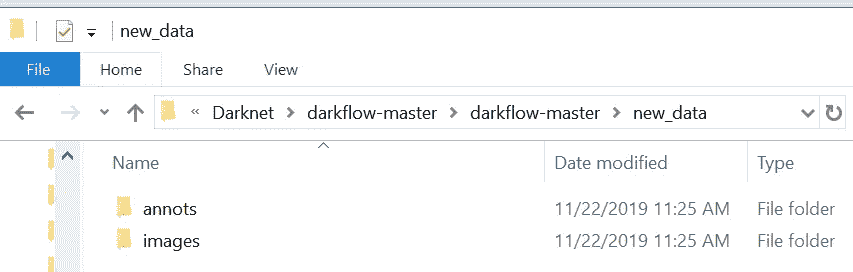 new_data
File Home Share View
« Darknet > darkflow-master > darkflow-master > new_data
Name Date modified Type
annots 11/22/2019 11:25 AM File folder
images 11/22/2019 11:25 AM File folder